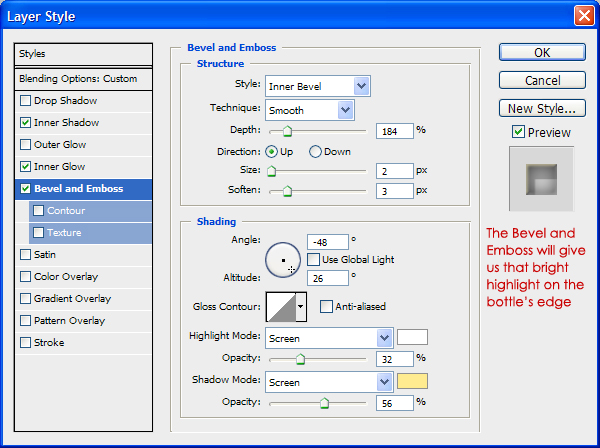 Layer Style
Styles
Blending Options: Custom
Drop Shadow
Inner Shadow
Outer Glow
Inner Glow
Bevel and Emboss
Contour
Texture
Satin
Color Overlay
Gradient Overlay
Pattern Overlay
Stroke
Bevel and Emboss
Structure
Style: Inner Bevel
Technique: Smooth
Depth: 184 %
Direction: Up Down
Size: 2 px
Soften: 3 px
Shading
Angle: -48 °
Use Global Light
Altitude: 26 °
Gloss Contour: Anti-aliased
Highlight Mode: Screen
Opacity: 32 %
Shadow Mode: Screen
Opacity: 56 %
OK
Cancel
New Style...
Preview
The Bevel and
Emboss will give
us that bright
highlight on the
bottle's edge